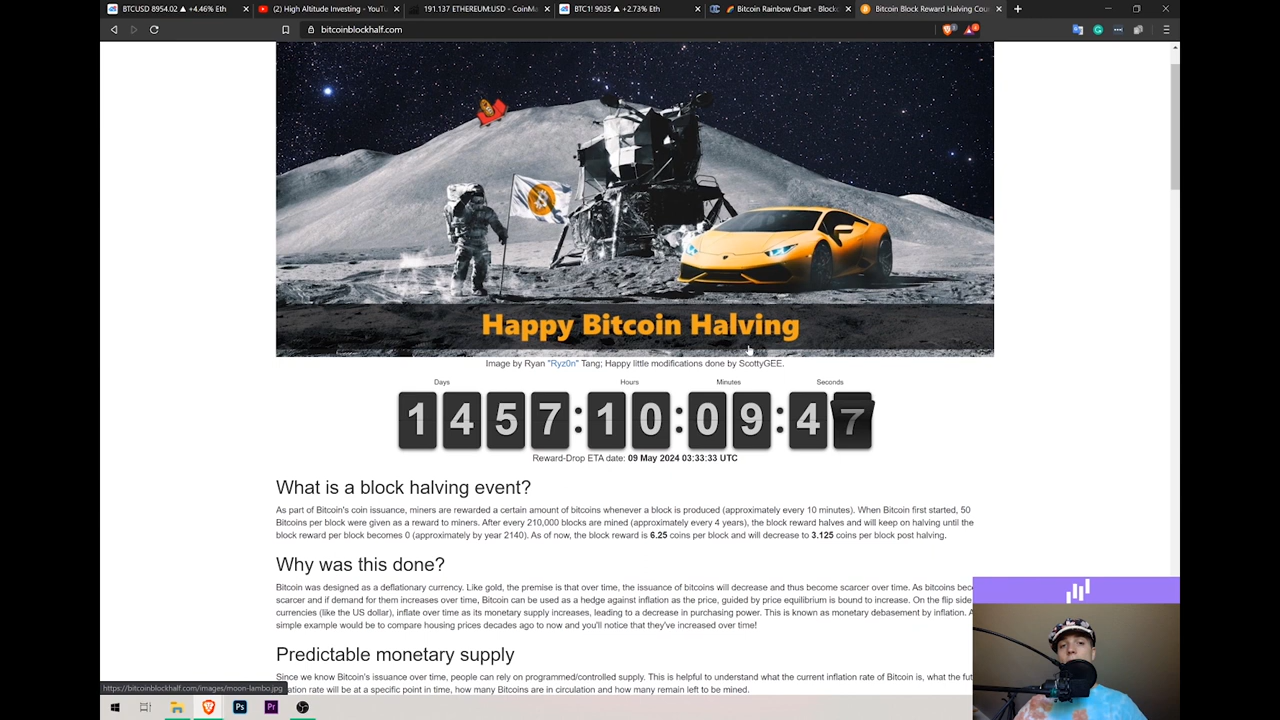 BTCUSD 8954.02 ▲ +4.46% Eth
(2) High Altitude Investing - YouTu
191.137 ETHEREUM:USD - CoinMa
BTC1! 9035 ▲ +2.73% Eth
Bitcoin Rainbow Chart - Blockc
Bitcoin Block Reward Halving Cou
bitcoinblockhalf.com
Happy Bitcoin Halving
Image by Ryan "Ryz0n" Tang; Happy little modifications done by ScottyGEE.
Days Hours Minutes Seconds
1457:10:09:47
Reward-Drop ETA date: 09 May 2024 03:33:33 UTC
What is a block halving event?
As part of Bitcoin's coin issuance, miners are rewarded a certain amount of bitcoins whenever a block is produced (approximately every 10 minutes). When Bitcoin first started, 50
Bitcoins per block were given as a reward to miners. After every 210,000 blocks are mined (approximately every 4 years), the block reward halves and will keep on halving until the
block reward per block becomes 0 (approximately by year 2140). As of now, the block reward is 6.25 coins per block and will decrease to 3.125 coins per block post halving.
Why was this done?
Bitcoin was designed as a deflationary currency. Like gold, the premise is that over time, the issuance of bitcoins will decrease and thus become scarcer over time. As bitcoins bec
scarcer and if demand for them increases over time, Bitcoin can be used as a hedge against inflation as the price, guided by price equilibrium is bound to increase. On the flip side
currencies (like the US dollar), inflate over time as its monetary supply increases, leading to a decrease in purchasing power. This is known as monetary debasement by inflation. A
simple example would be to compare housing prices decades ago to now and you'll notice that they've increased over time!
Predictable monetary supply
Since we know Bitcoin's issuance over time, people can rely on programmed/controlled supply. This is helpful to understand what the current inflation rate of Bitcoin is, what the fut
inflation rate will be at a specific point in time, how many Bitcoins are in circulation and how many remain left to be mined.
https://bitcoinblockhalf.com/images/moon-lambo.jpg
Ps
Pr